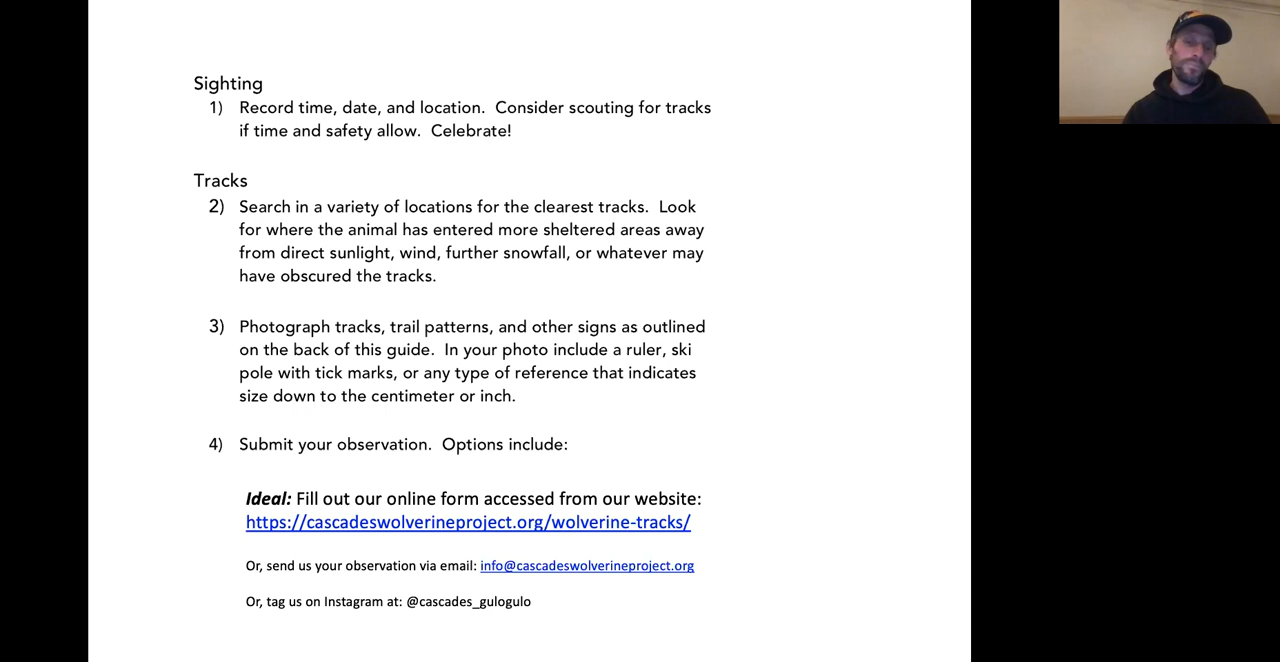 Sighting
1) Record time, date, and location. Consider scouting for tracks
if time and safety allow. Celebrate!
Tracks
2) Search in a variety of locations for the clearest tracks. Look
for where the animal has entered more sheltered areas away
from direct sunlight, wind, further snowfall, or whatever may
have obscured the tracks.
3) Photograph tracks, trail patterns, and other signs as outlined
on the back of this guide. In your photo include a ruler, ski
pole with tick marks, or any type of reference that indicates
size down to the centimeter or inch.
4) Submit your observation. Options include:
Ideal: Fill out our online form accessed from our website:
https://cascadeswolverineproject.org/wolverine-tracks/
Or, send us your observation via email: info@cascadeswolverineproject.org
Or, tag us on Instagram at: @cascades_gulogulo